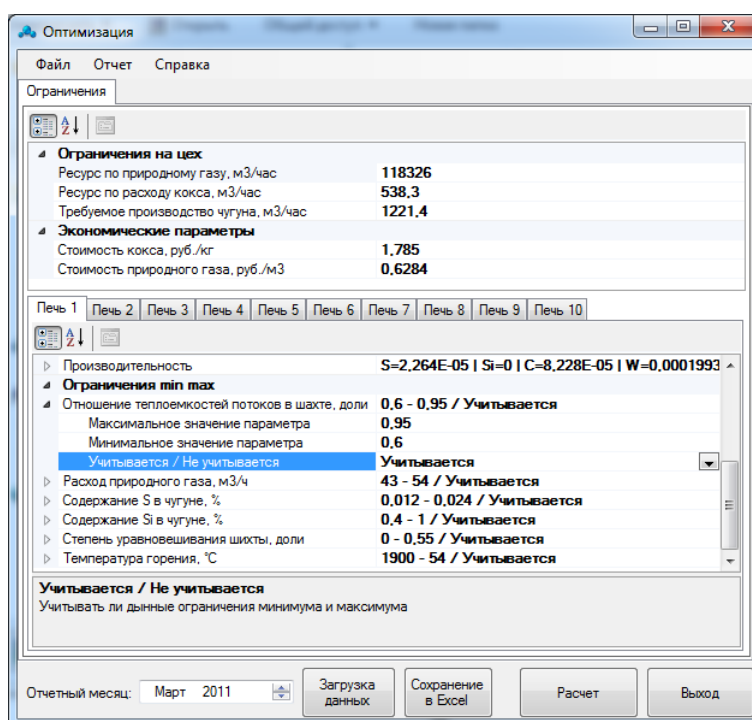 Оптимизация
Файл Отчет Справка
Ограничения
Ограничения на цех
Ресурс по природному газу, м3/час 118326
Ресурс по расходу кокса, м3/час 538,3
Требуемое производство чугуна, м3/час 1221,4
Экономические параметры
Стоимость кокса, руб./кг 1,785
Стоимость природного газа, руб./м3 0,6284
Печь 1 Печь 2 Печь 3 Печь 4 Печь 5 Печь 6 Печь 7 Печь 8 Печь 9 Печь 10
Производительность S=2,264E-05 | Si=0 | C=8,228E-05 | W=0,0001993
Ограничения min max
Отношение теплоемкостей потоков в шахте, доли 0,6 - 0,95 / Учитывается
Максимальное значение параметра 0,95
Минимальное значение параметра 0,6
Учитывается / Не учитывается Учитывается
Расход природного газа, м3/ч 43 - 54 / Учитывается
Содержание S в чугуне, % 0,012 - 0,024 / Учитывается
Содержание Si в чугуне, % 0,4 - 1 / Учитывается
Степень уравновешивания шихты, доли 0 - 0,55 / Учитывается
Температура горения, °C 1900 - 54 / Учитывается
Учитывается / Не учитывается
Учитывать ли дынные ограничения минимума и максимума
Отчетный месяц: Март 2011 Загрузка данных Сохранение в Excel Расчет Выход